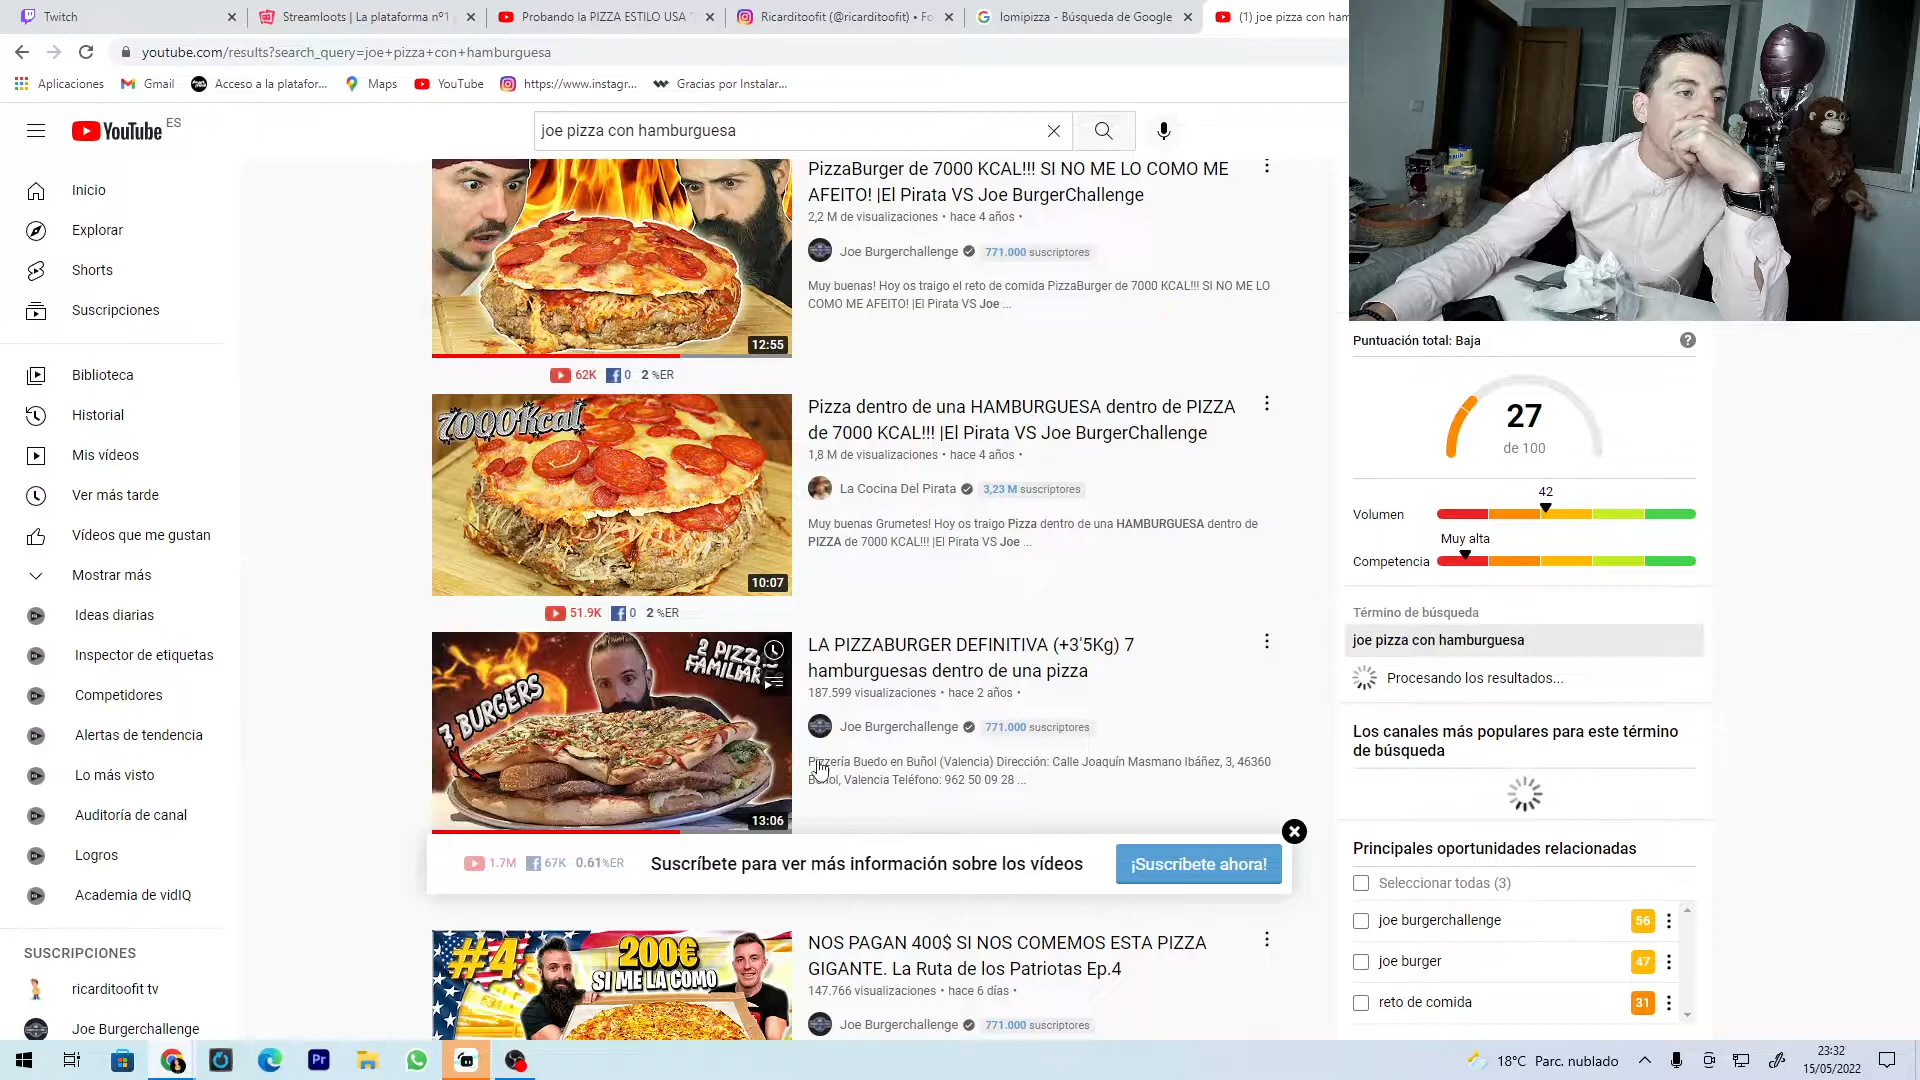 Twitch
Streamloots | La plataforma nº1
Probando la PIZZA ESTILO USA
Ricarditoofit (@ricarditoofit) • Fo
lomipizza - Búsqueda de Google
(1) joe pizza con ham
youtube.com/results?search_query=joe+pizza+con+hamburguesa
Aplicaciones
Gmail
Acceso a la platafor...
Maps
YouTube
https://www.instagr...
Gracias por Instalar...
YouTube ES
joe pizza con hamburguesa
Inicio
Explorar
Shorts
Suscripciones
Biblioteca
Historial
Mis vídeos
Ver más tarde
Vídeos que me gustan
Mostrar más
Ideas diarias
Inspector de etiquetas
Competidores
Alertas de tendencia
Lo más visto
Auditoría de canal
Logros
Academia de vidIQ
SUSCRIPCIONES
ricarditoofit tv
Joe Burgerchallenge
12:55
PizzaBurger de 7000 KCAL!!! SI NO ME LO COMO ME
AFEITO! |El Pirata VS Joe BurgerChallenge
2,2 M de visualizaciones • hace 4 años •
Joe Burgerchallenge 771.000 suscriptores
Muy buenas! Hoy os traigo el reto de comida PizzaBurger de 7000 KCAL!!! SI NO ME LO
COMO ME AFEITO! |El Pirata VS Joe ...
62K 0 2 %ER
7000Kcal
10:07
Pizza dentro de una HAMBURGUESA dentro de PIZZA
de 7000 KCAL!!! |El Pirata VS Joe BurgerChallenge
1,8 M de visualizaciones • hace 4 años •
La Cocina Del Pirata 3,23 M suscriptores
Muy buenas Grumetes! Hoy os traigo Pizza dentro de una HAMBURGUESA dentro de
PIZZA de 7000 KCAL!!! |El Pirata VS Joe ...
51.9K 0 2 %ER
2 PIZZ
FAMILIAR
7 BURGERS
13:06
LA PIZZABURGER DEFINITIVA (+3'5Kg) 7
hamburguesas dentro de una pizza
187.599 visualizaciones • hace 2 años •
Joe Burgerchallenge 771.000 suscriptores
Pizzería Buedo en Buñol (Valencia) Dirección: Calle Joaquín Masmano Ibáñez, 3, 46360
Buñol, Valencia Teléfono: 962 50 09 28 ...
1.7M 67K 0.61%ER
Suscríbete para ver más información sobre los vídeos
¡Suscríbete ahora!
#4
200€
SI ME LA COMO
NOS PAGAN 400$ SI NOS COMEMOS ESTA PIZZA
GIGANTE. La Ruta de los Patriotas Ep.4
147.766 visualizaciones • hace 6 días •
Joe Burgerchallenge 771.000 suscriptores
Puntuación total: Baja
?
27
de 100
42
Volumen
Muy alta
Competencia
Término de búsqueda
joe pizza con hamburguesa
Procesando los resultados...
Los canales más populares para este término
de búsqueda
Principales oportunidades relacionadas
Seleccionar todas (3)
joe burgerchallenge 56
joe burger 47
reto de comida 31
Pr
18°C Parc. nublado
23:32
15/05/2022